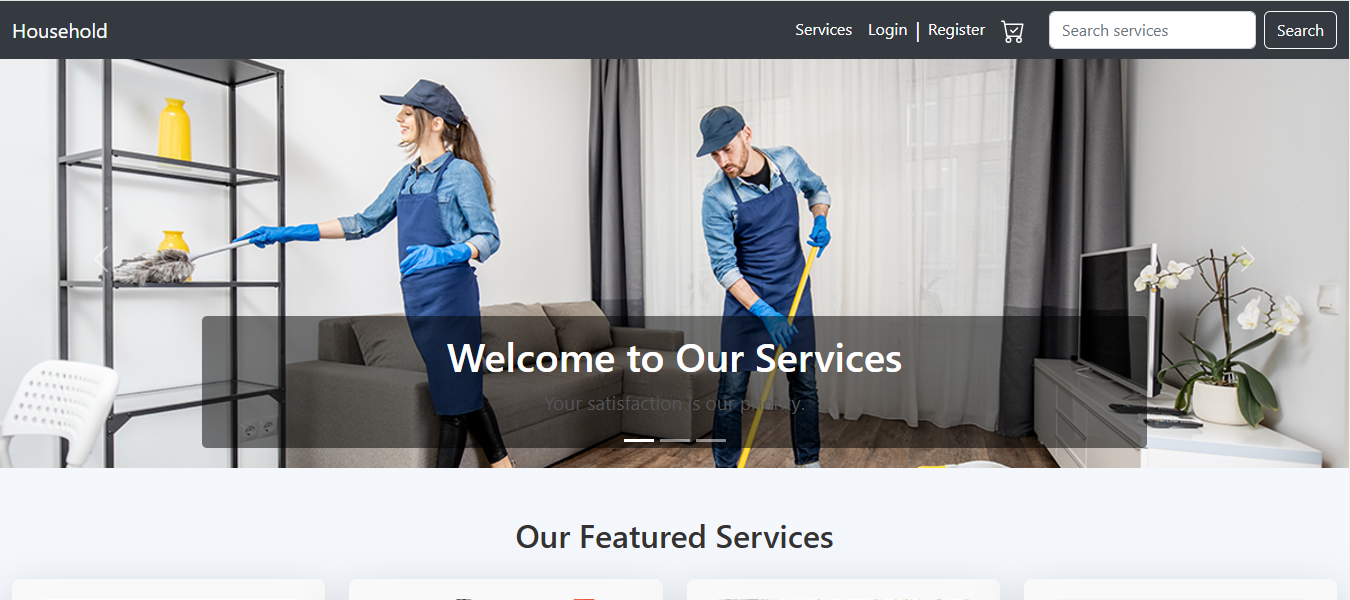 Household
Services Login | Register
Search services
Search
Welcome to Our Services
Your satisfaction is our priority.
Our Featured Services